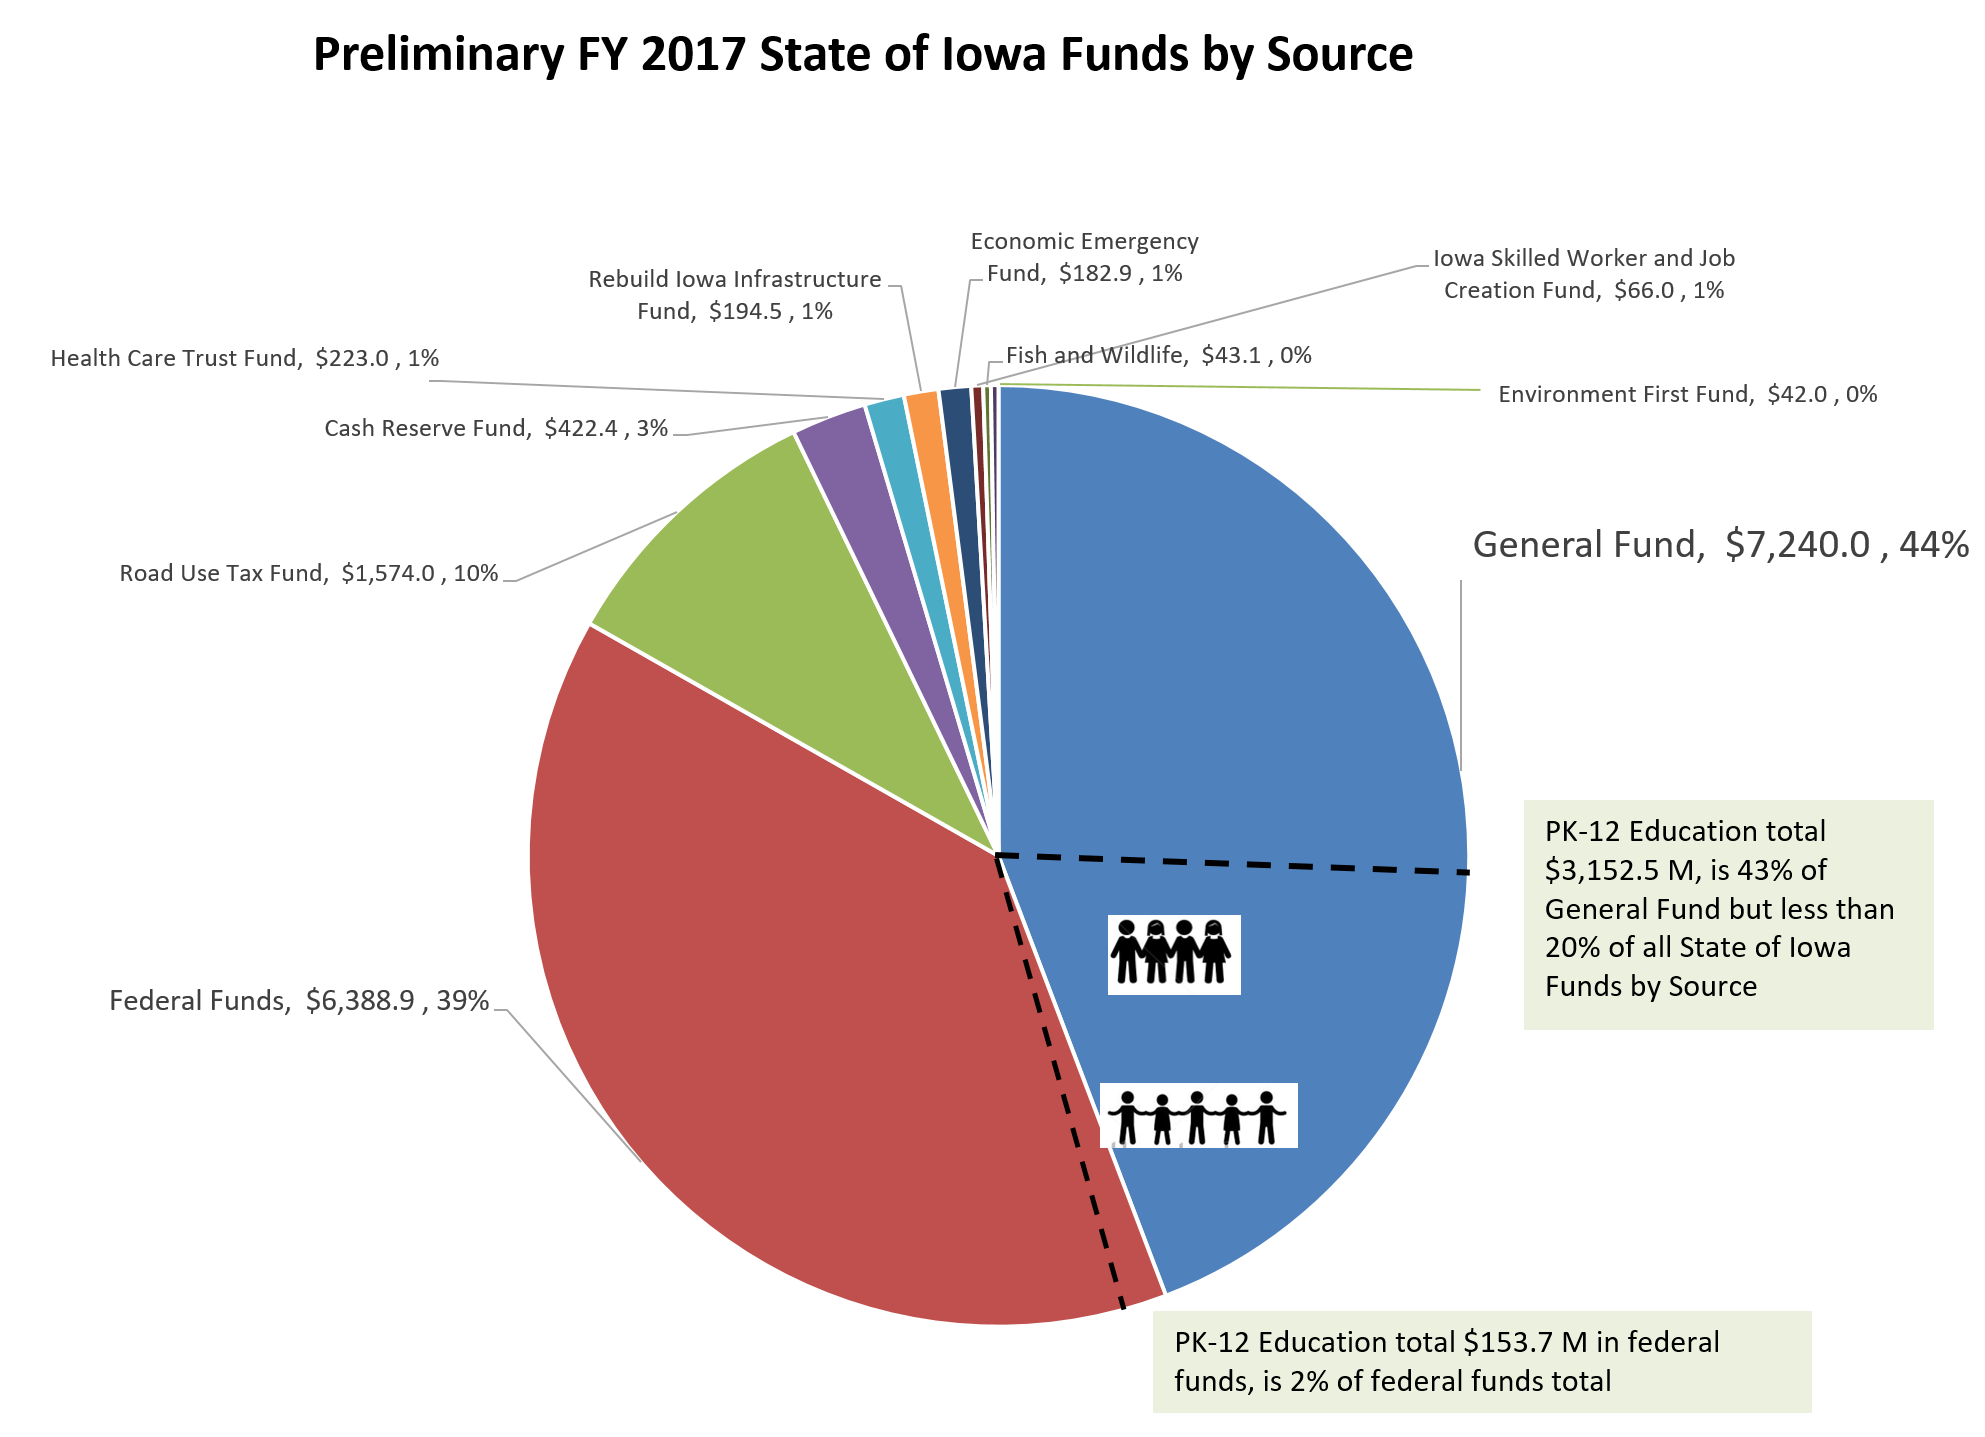 Preliminary FY 2017 State of Iowa Funds by Source
Economic Emergency
Fund,  $182.9 , 1%
Iowa Skilled Worker and Job
Creation Fund,  $66.0 , 1%
Rebuild Iowa Infrastructure
Fund,  $194.5 , 1%
Health Care Trust Fund,  $223.0 , 1%
Fish and Wildlife,  $43.1 , 0%
Environment First Fund,  $42.0 , 0%
Cash Reserve Fund,  $422.4 , 3%
General Fund,  $7,240.0 , 44%
Road Use Tax Fund,  $1,574.0 , 10%
PK-12 Education total
$3,152.5 M, is 43% of
General Fund but less than
20% of all State of Iowa
Funds by Source
Federal Funds,  $6,388.9 , 39%
PK-12 Education total $153.7 M in federal
funds, is 2% of federal funds total